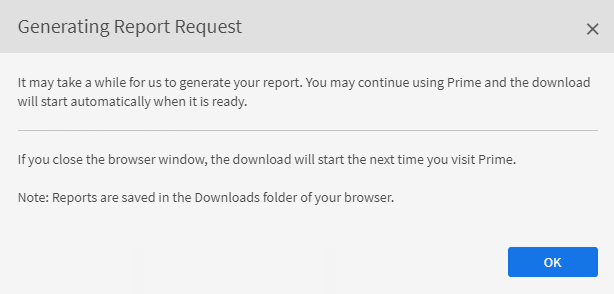 Generating Report Request
It may take a while for us to generate your report. You may continue using Prime and the download
will start automatically when it is ready.
If you close the browser window, the download will start the next time you visit Prime.
Note: Reports are saved in the Downloads folder of your browser.
OK